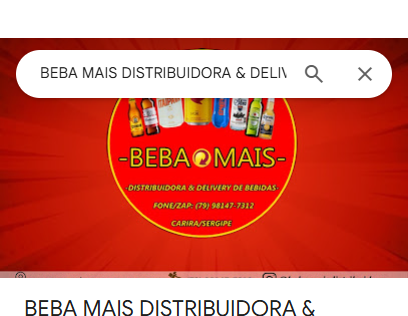 BEBA MAIS DISTRIBUIDORA & DELIV
-BEBA MAIS-
DISTRIBUIDORA & DELIVERY DE BEBIDAS
FONE/ZAP: (79) 98147-7312
CARIRA/SERGIPE
BEBA MAIS DISTRIBUIDORA &